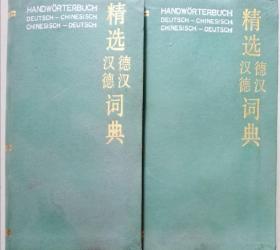 HANDWÖRTERBUCH
DEUTSCH – CHINESISCH
CHINESISCH – DEUTSCH
精选
德汉
汉德
词典
HANDWÖRTERBUCH
DEUTSCH – CHINESISCH
CHINESISCH – DEUTSCH
精选
德汉
汉德
词典